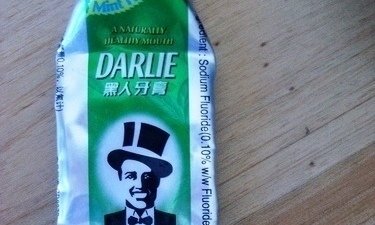 Mint
A NATURALLY
HEALTHY MOUTH
DARLIE
黑人牙膏
: Sodium Fluoride(0.10% w/w Fluoride